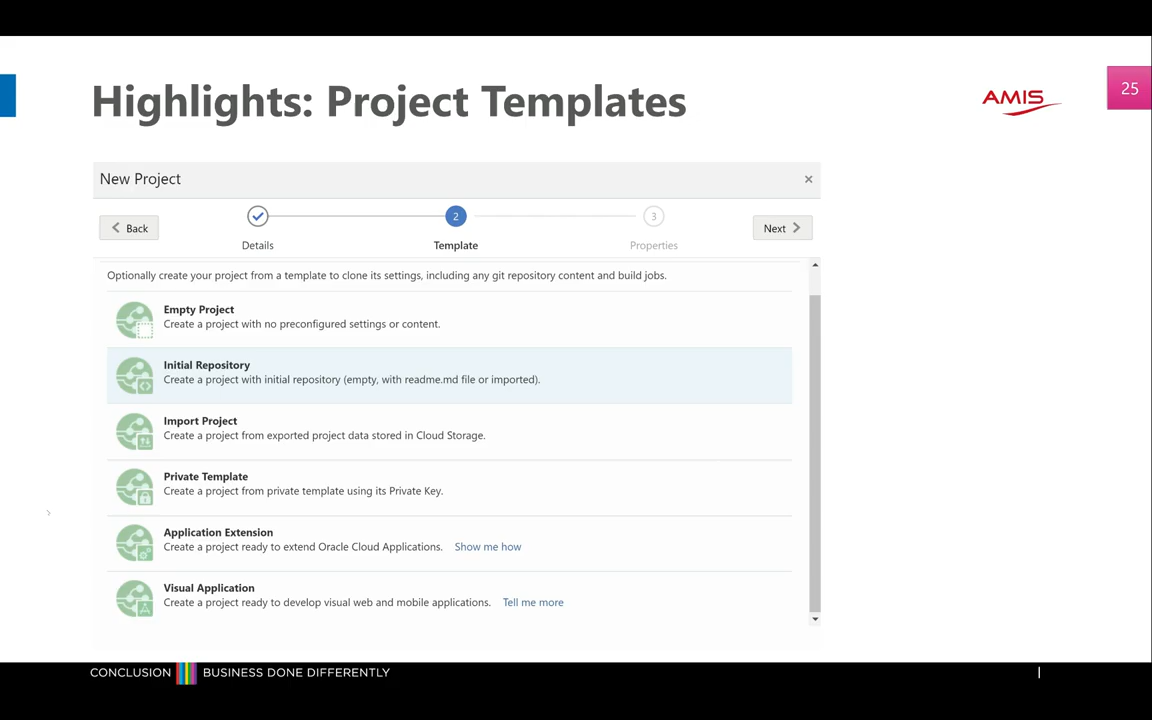 Highlights: Project Templates
AMIS
25
New Project
×
Back
2
3
Next
Details
Template
Properties
Optionally create your project from a template to clone its settings, including any git repository content and build jobs.
Empty Project
Create a project with no preconfigured settings or content.
Initial Repository
Create a project with initial repository (empty, with readme.md file or imported).
Import Project
Create a project from exported project data stored in Cloud Storage.
Private Template
Create a project from private template using its Private Key.
Application Extension
Create a project ready to extend Oracle Cloud Applications. Show me how
Visual Application
Create a project ready to develop visual web and mobile applications. Tell me more
CONCLUSION BUSINESS DONE DIFFERENTLY
|